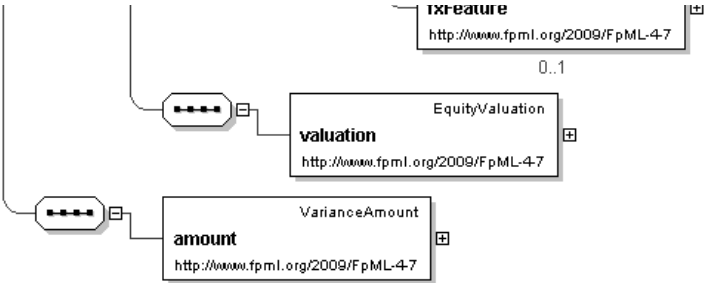 fxFeature
http://www.fpml.org/2009/FpML-4-7
0..1
EquityValuation
valuation
http://www.fpml.org/2009/FpML-4-7
VarianceAmount
amount
http://www.fpml.org/2009/FpML-4-7